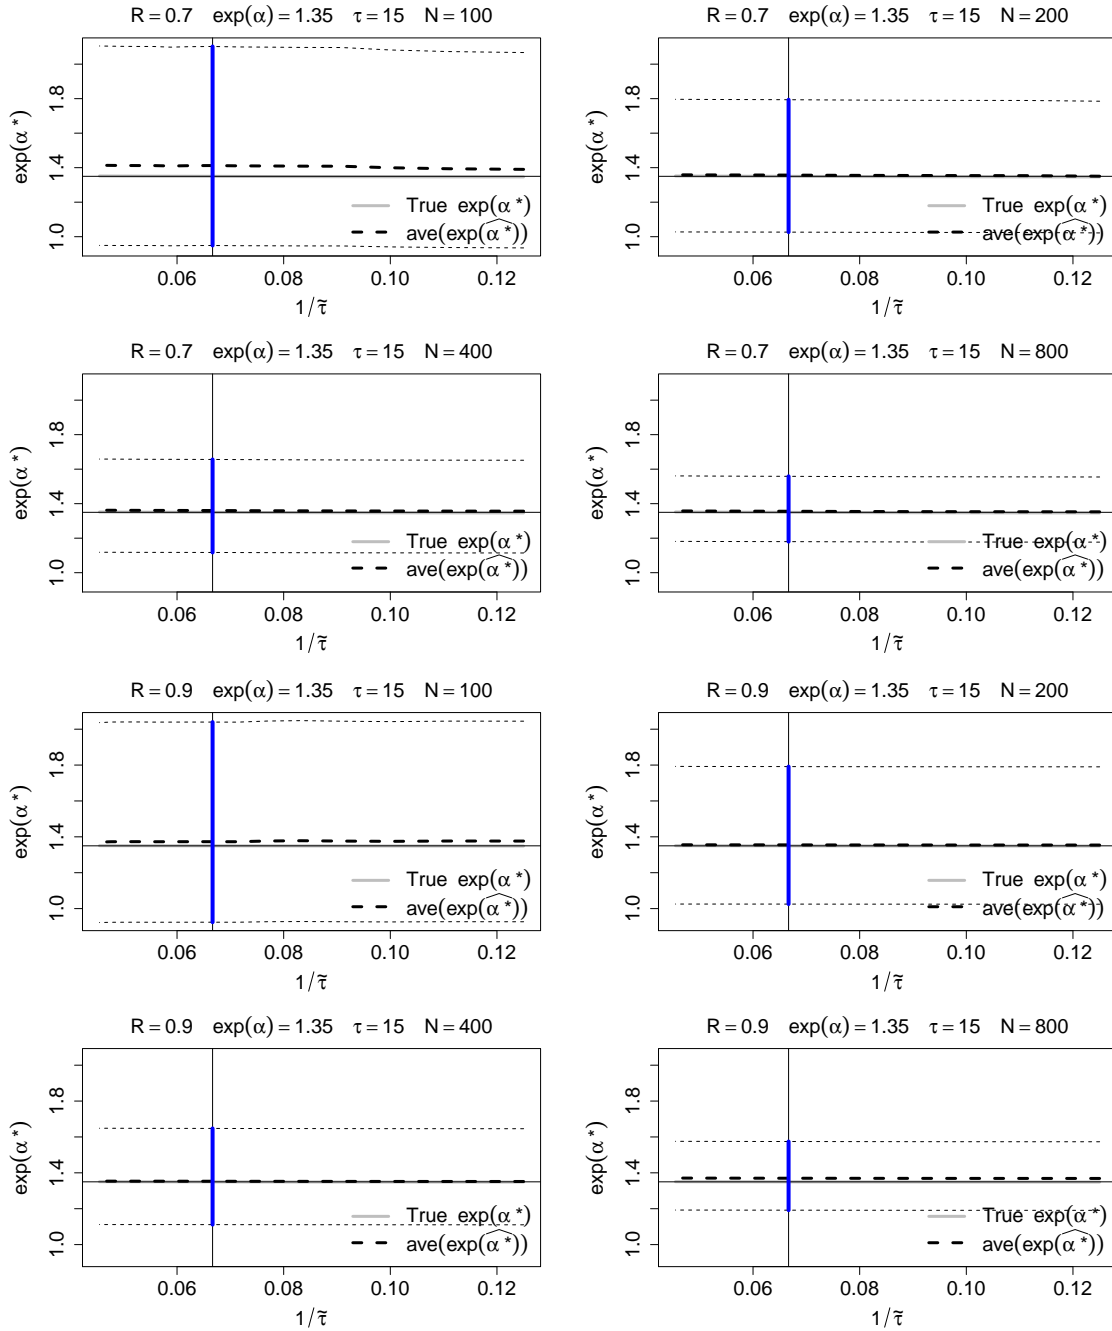 R = 0.7 exp(α) = 1.35 τ = 15 N = 100
exp(α*)
1.0 1.4 1.8
True exp(α*)
ave(exp(α̂*))
0.06 0.08 0.10 0.12
1/τ̃
R = 0.7 exp(α) = 1.35 τ = 15 N = 200
exp(α*)
1.0 1.4 1.8
True exp(α*)
ave(exp(α̂*))
0.06 0.08 0.10 0.12
1/τ̃
R = 0.7 exp(α) = 1.35 τ = 15 N = 400
exp(α*)
1.0 1.4 1.8
True exp(α*)
ave(exp(α̂*))
0.06 0.08 0.10 0.12
1/τ̃
R = 0.7 exp(α) = 1.35 τ = 15 N = 800
exp(α*)
1.0 1.4 1.8
True exp(α*)
ave(exp(α̂*))
0.06 0.08 0.10 0.12
1/τ̃
R = 0.9 exp(α) = 1.35 τ = 15 N = 100
exp(α*)
1.0 1.4 1.8
True exp(α*)
ave(exp(α̂*))
0.06 0.08 0.10 0.12
1/τ̃
R = 0.9 exp(α) = 1.35 τ = 15 N = 200
exp(α*)
1.0 1.4 1.8
True exp(α*)
ave(exp(α̂*))
0.06 0.08 0.10 0.12
1/τ̃
R = 0.9 exp(α) = 1.35 τ = 15 N = 400
exp(α*)
1.0 1.4 1.8
True exp(α*)
ave(exp(α̂*))
0.06 0.08 0.10 0.12
1/τ̃
R = 0.9 exp(α) = 1.35 τ = 15 N = 800
exp(α*)
1.0 1.4 1.8
True exp(α*)
ave(exp(α̂*))
0.06 0.08 0.10 0.12
1/τ̃